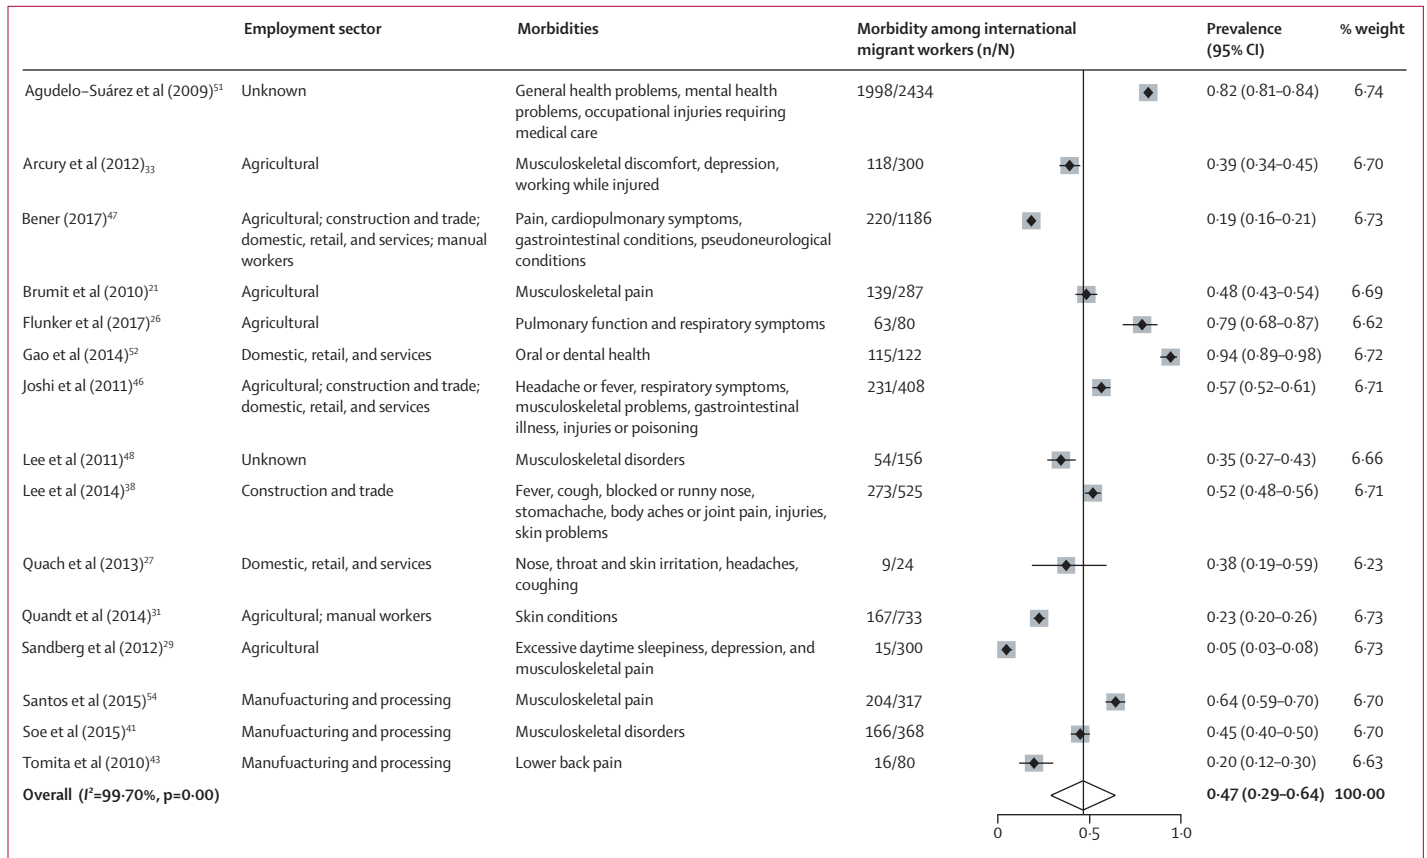 Employment sector Morbidities Morbidity among international Prevalence % weight
migrant workers (n/N) (95% CI)
Agudelo–Suárez et al (2009)51 Unknown General health problems, mental health 1998/2434 0·82 (0·81–0·84) 6·74
problems, occupational injuries requiring
medical care
Arcury et al (2012)33 Agricultural Musculoskeletal discomfort, depression, 118/300 0·39 (0·34–0·45) 6·70
working while injured
Bener (2017)47 Agricultural; construction and trade; Pain, cardiopulmonary symptoms, 220/1186 0·19 (0·16–0·21) 6·73
domestic, retail, and services; manual gastrointestinal conditions, pseudoneurological
workers conditions
Brumit et al (2010)21 Agricultural Musculoskeletal pain 139/287 0·48 (0·43–0·54) 6·69
Flunker et al (2017)26 Agricultural Pulmonary function and respiratory symptoms 63/80 0·79 (0·68–0·87) 6·62
Gao et al (2014)52 Domestic, retail, and services Oral or dental health 115/122 0·94 (0·89–0·98) 6·72
Joshi et al (2011)46 Agricultural; construction and trade; Headache or fever, respiratory symptoms, 231/408 0·57 (0·52–0·61) 6·71
domestic, retail, and services musculoskeletal problems, gastrointestinal
illness, injuries or poisoning
Lee et al (2011)48 Unknown Musculoskeletal disorders 54/156 0·35 (0·27–0·43) 6·66
Lee et al (2014)38 Construction and trade Fever, cough, blocked or runny nose, 273/525 0·52 (0·48–0·56) 6·71
stomachache, body aches or joint pain, injuries,
skin problems
Quach et al (2013)27 Domestic, retail, and services Nose, throat and skin irritation, headaches, 9/24 0·38 (0·19–0·59) 6·23
coughing
Quandt et al (2014)31 Agricultural; manual workers Skin conditions 167/733 0·23 (0·20–0·26) 6·73
Sandberg et al (2012)29 Agricultural Excessive daytime sleepiness, depression, and 15/300 0·05 (0·03–0·08) 6·73
musculoskeletal pain
Santos et al (2015)54 Manufuacturing and processing Musculoskeletal pain 204/317 0·64 (0·59–0·70) 6·70
Soe et al (2015)41 Manufuacturing and processing Musculoskeletal disorders 166/368 0·45 (0·40–0·50) 6·70
Tomita et al (2010)43 Manufuacturing and processing Lower back pain 16/80 0·20 (0·12–0·30) 6·63
Overall (I²=99·70%, p=0·00) 0·47 (0·29–0·64) 100·00
0 0·5 1·0